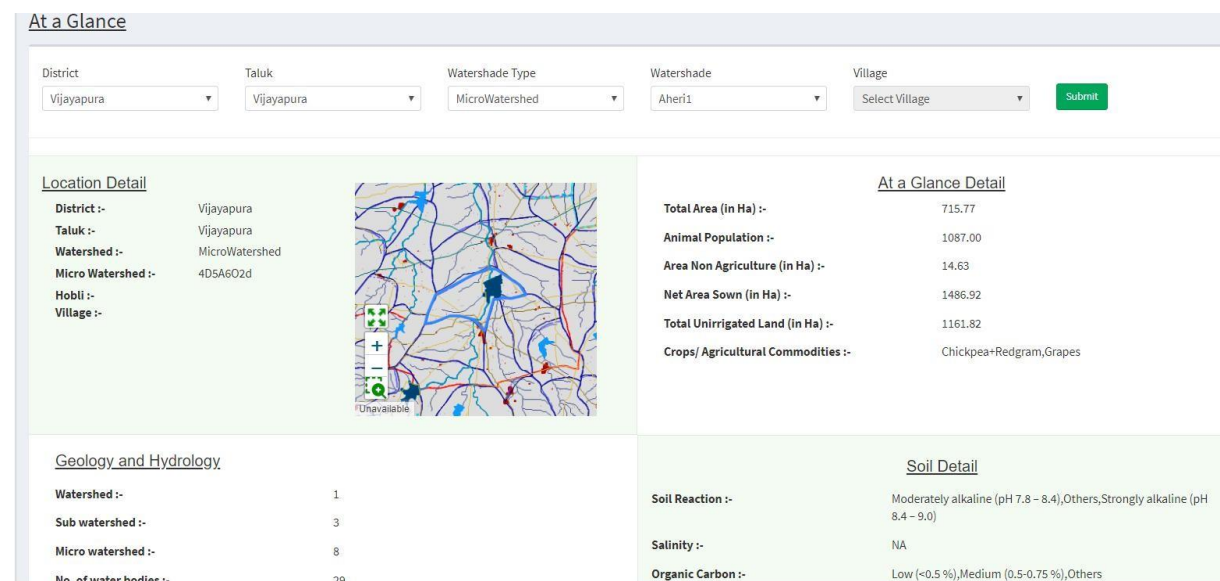 At a Glance
District Taluk Watershade Type Watershade Village
Vijayapura Vijayapura MicroWatershed Aheri1 Select Village Submit
Location Detail
District :- Vijayapura
Taluk :- Vijayapura
Watershed :- MicroWatershed
Micro Watershed :- 4D5A6O2d
Hobli :-
Village :-
+
−
Unavailable
At a Glance Detail
Total Area (in Ha) :- 715.77
Animal Population :- 1087.00
Area Non Agriculture (in Ha) :- 14.63
Net Area Sown (in Ha) :- 1486.92
Total Unirrigated Land (in Ha) :- 1161.82
Crops/ Agricultural Commodities :- Chickpea+Redgram,Grapes
Geology and Hydrology
Watershed :- 1
Sub watershed :- 3
Micro watershed :- 8
No. of water bodies :- 29
Soil Detail
Soil Reaction :- Moderately alkaline (pH 7.8 – 8.4),Others,Strongly alkaline (pH
8.4 – 9.0)
Salinity :- NA
Organic Carbon :- Low (<0.5 %),Medium (0.5-0.75 %),Others